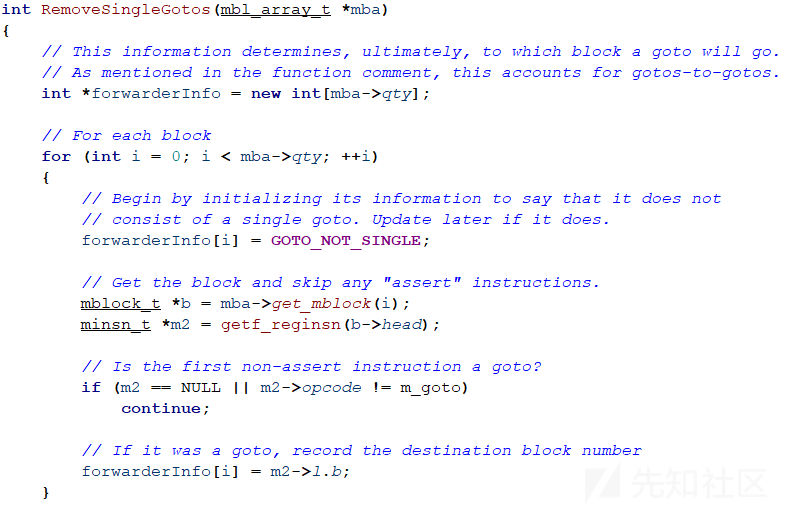 int RemoveSingleGotos(mbl_array_t *mba)
{
    // This information determines, ultimately, to which block a goto will go.
    // As mentioned in the function comment, this accounts for gotos-to-gotos.
    int *forwarderInfo = new int[mba->qty];

    // For each block
    for (int i = 0; i < mba->qty; ++i)
    {
        // Begin by initializing its information to say that it does not
        // consist of a single goto. Update later if it does.
        forwarderInfo[i] = GOTO_NOT_SINGLE;

        // Get the block and skip any "assert" instructions.
        mblock_t *b = mba->get_mblock(i);
        minsn_t *m2 = getf_reginsn(b->head);

        // Is the first non-assert instruction a goto?
        if (m2 == NULL || m2->opcode != m_goto)
            continue;

        // If it was a goto, record the destination block number
        forwarderInfo[i] = m2->l.b;
    }
先知社区